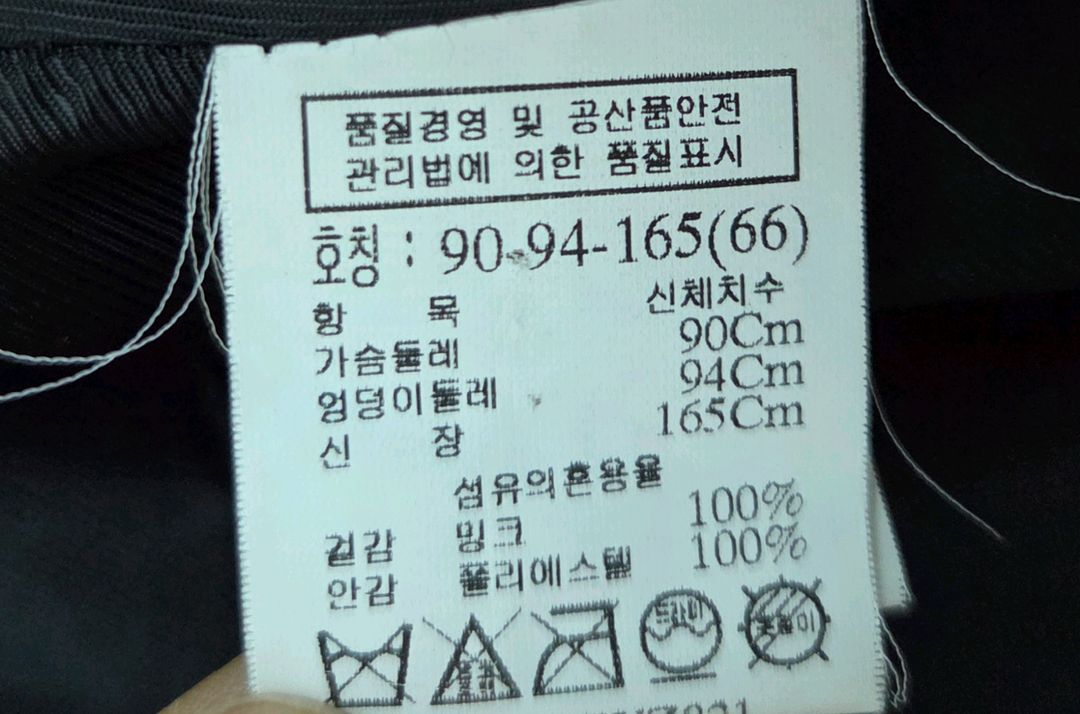 품질경영 및 공산품안전
관리법에 의한 품질표시
호칭 : 90-94-165(66)
항 목 신체치수
가슴둘레 90Cm
엉덩이둘레 94Cm
신 장 165Cm
섬유의혼용율
겉감 밍크 100%
안감 폴리에스텔 100%
드라이